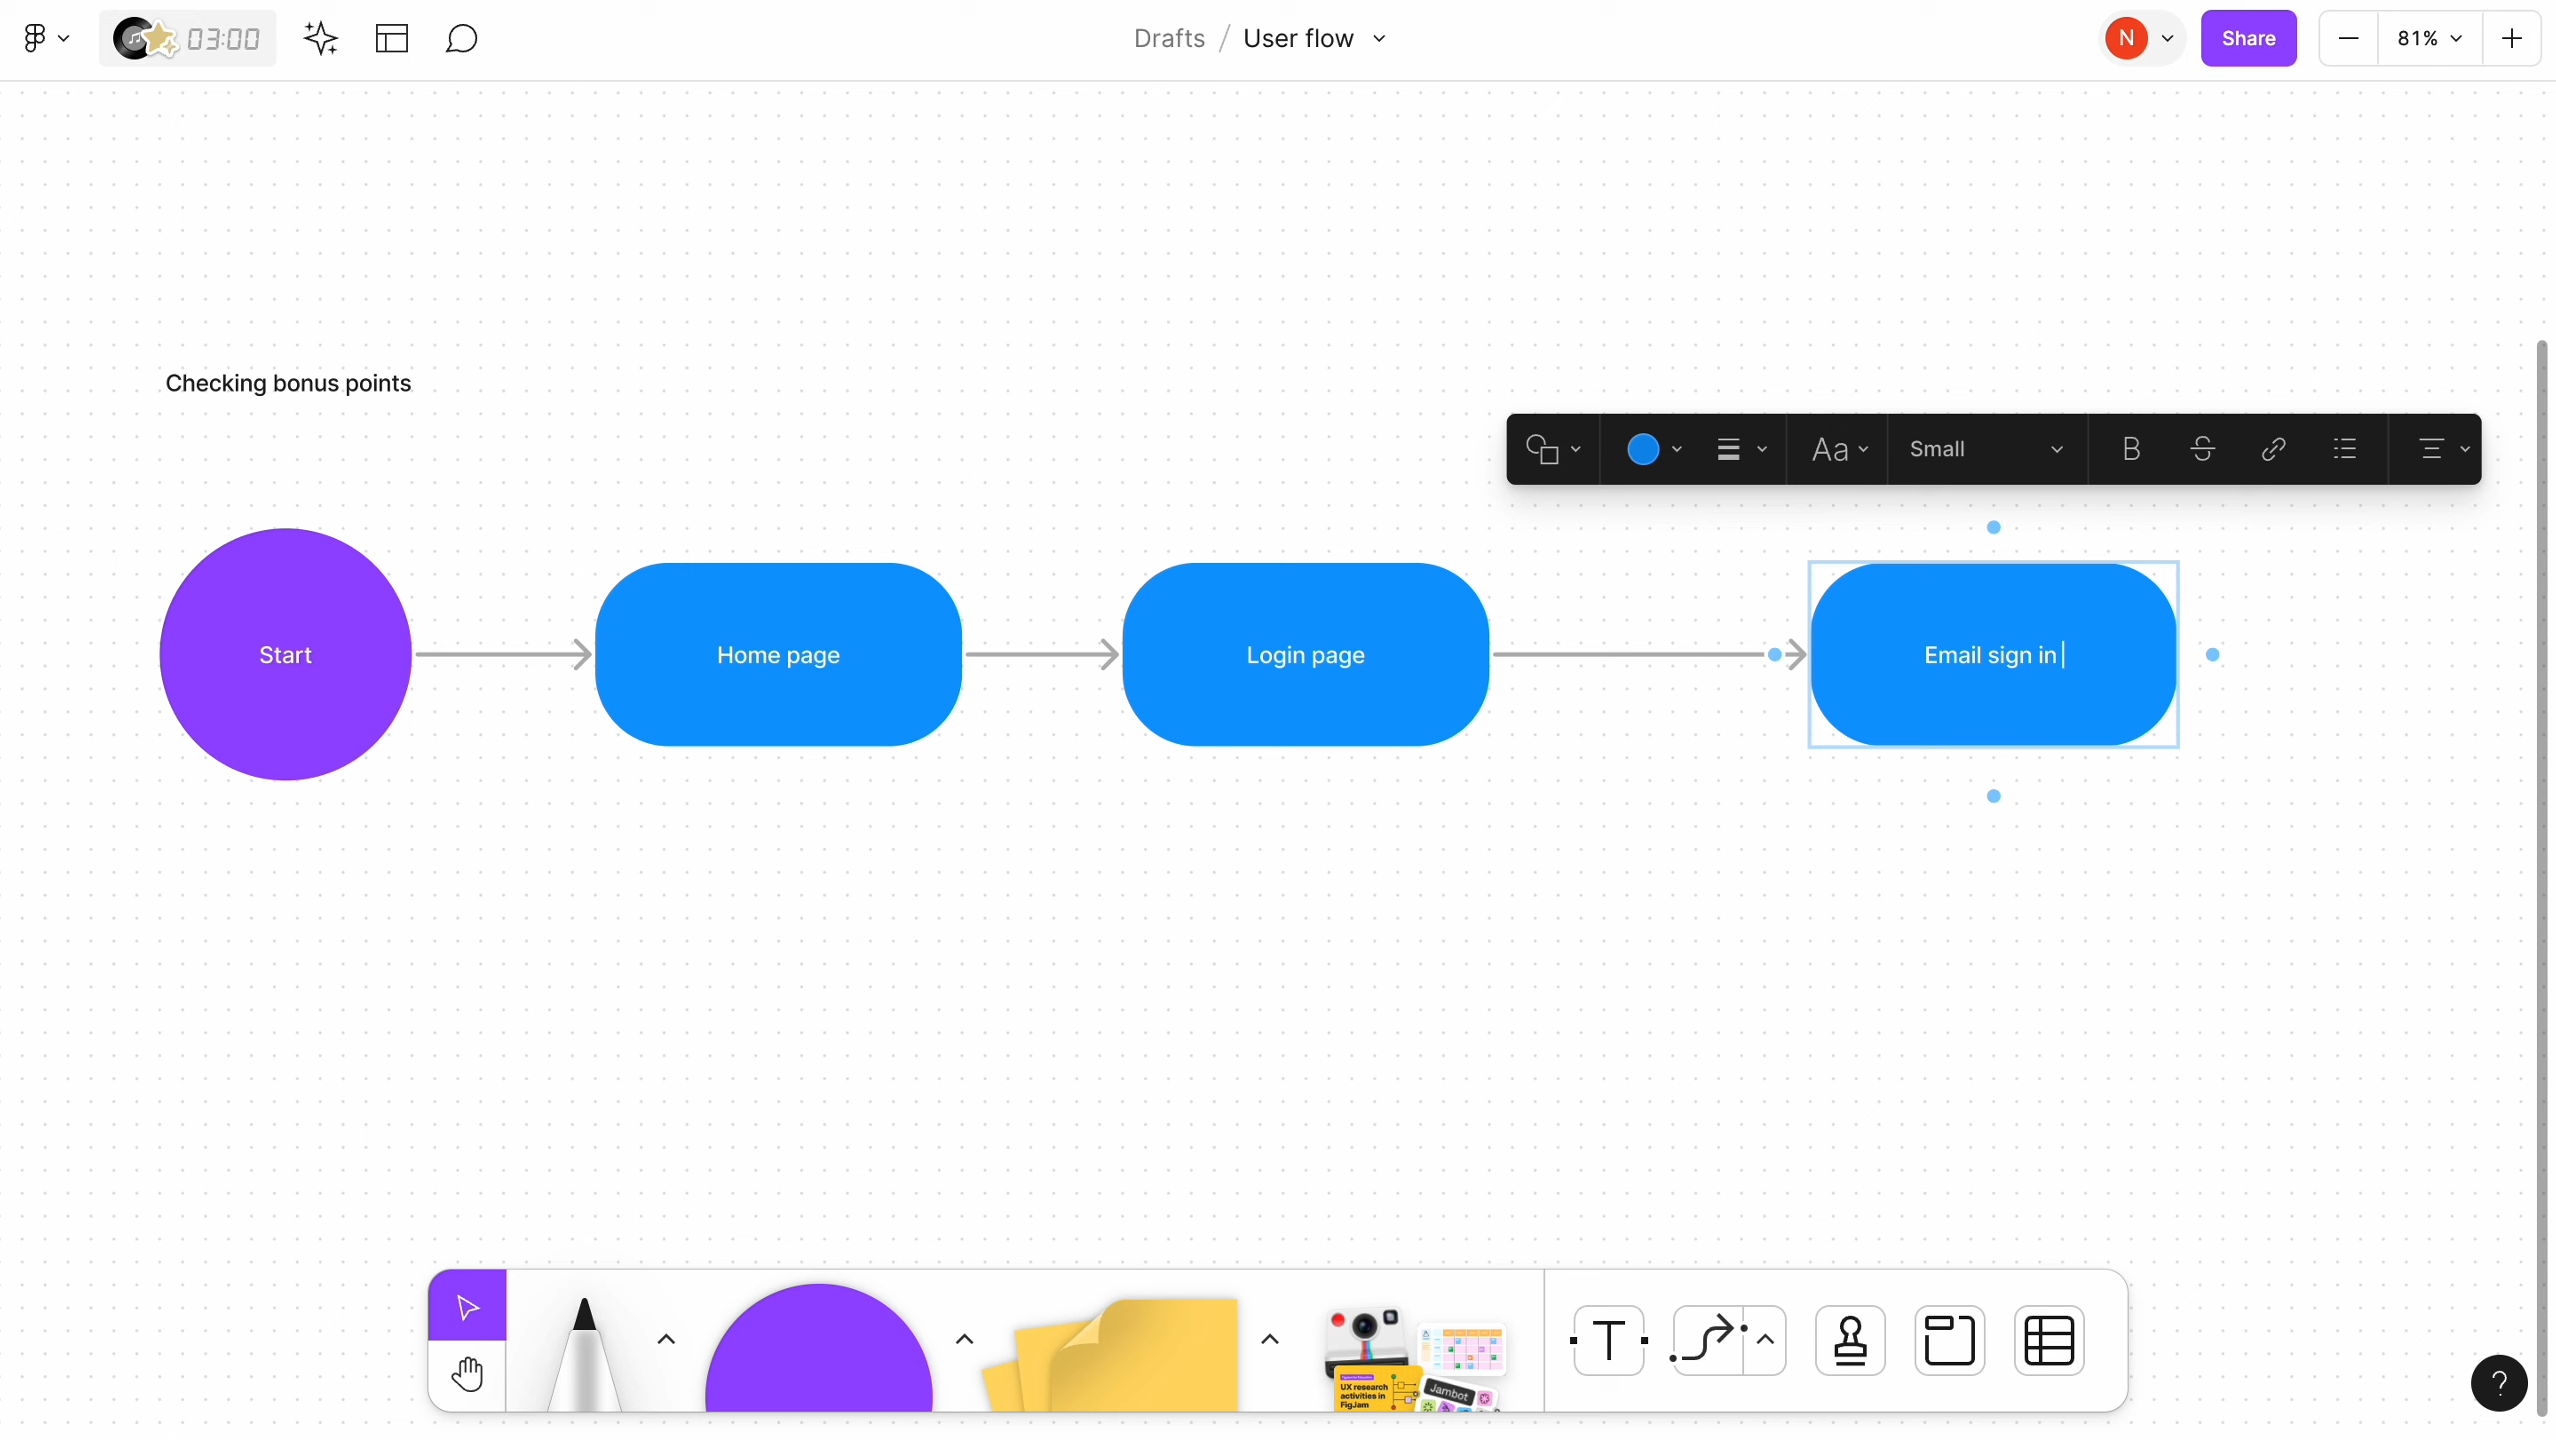 03:00
Drafts / User flow
N
Share
81%
Checking bonus points
Aa
Small
B
S
Start
Home page
Login page
Email sign in
T
UX research
activities in
FigJam
Jambot
?